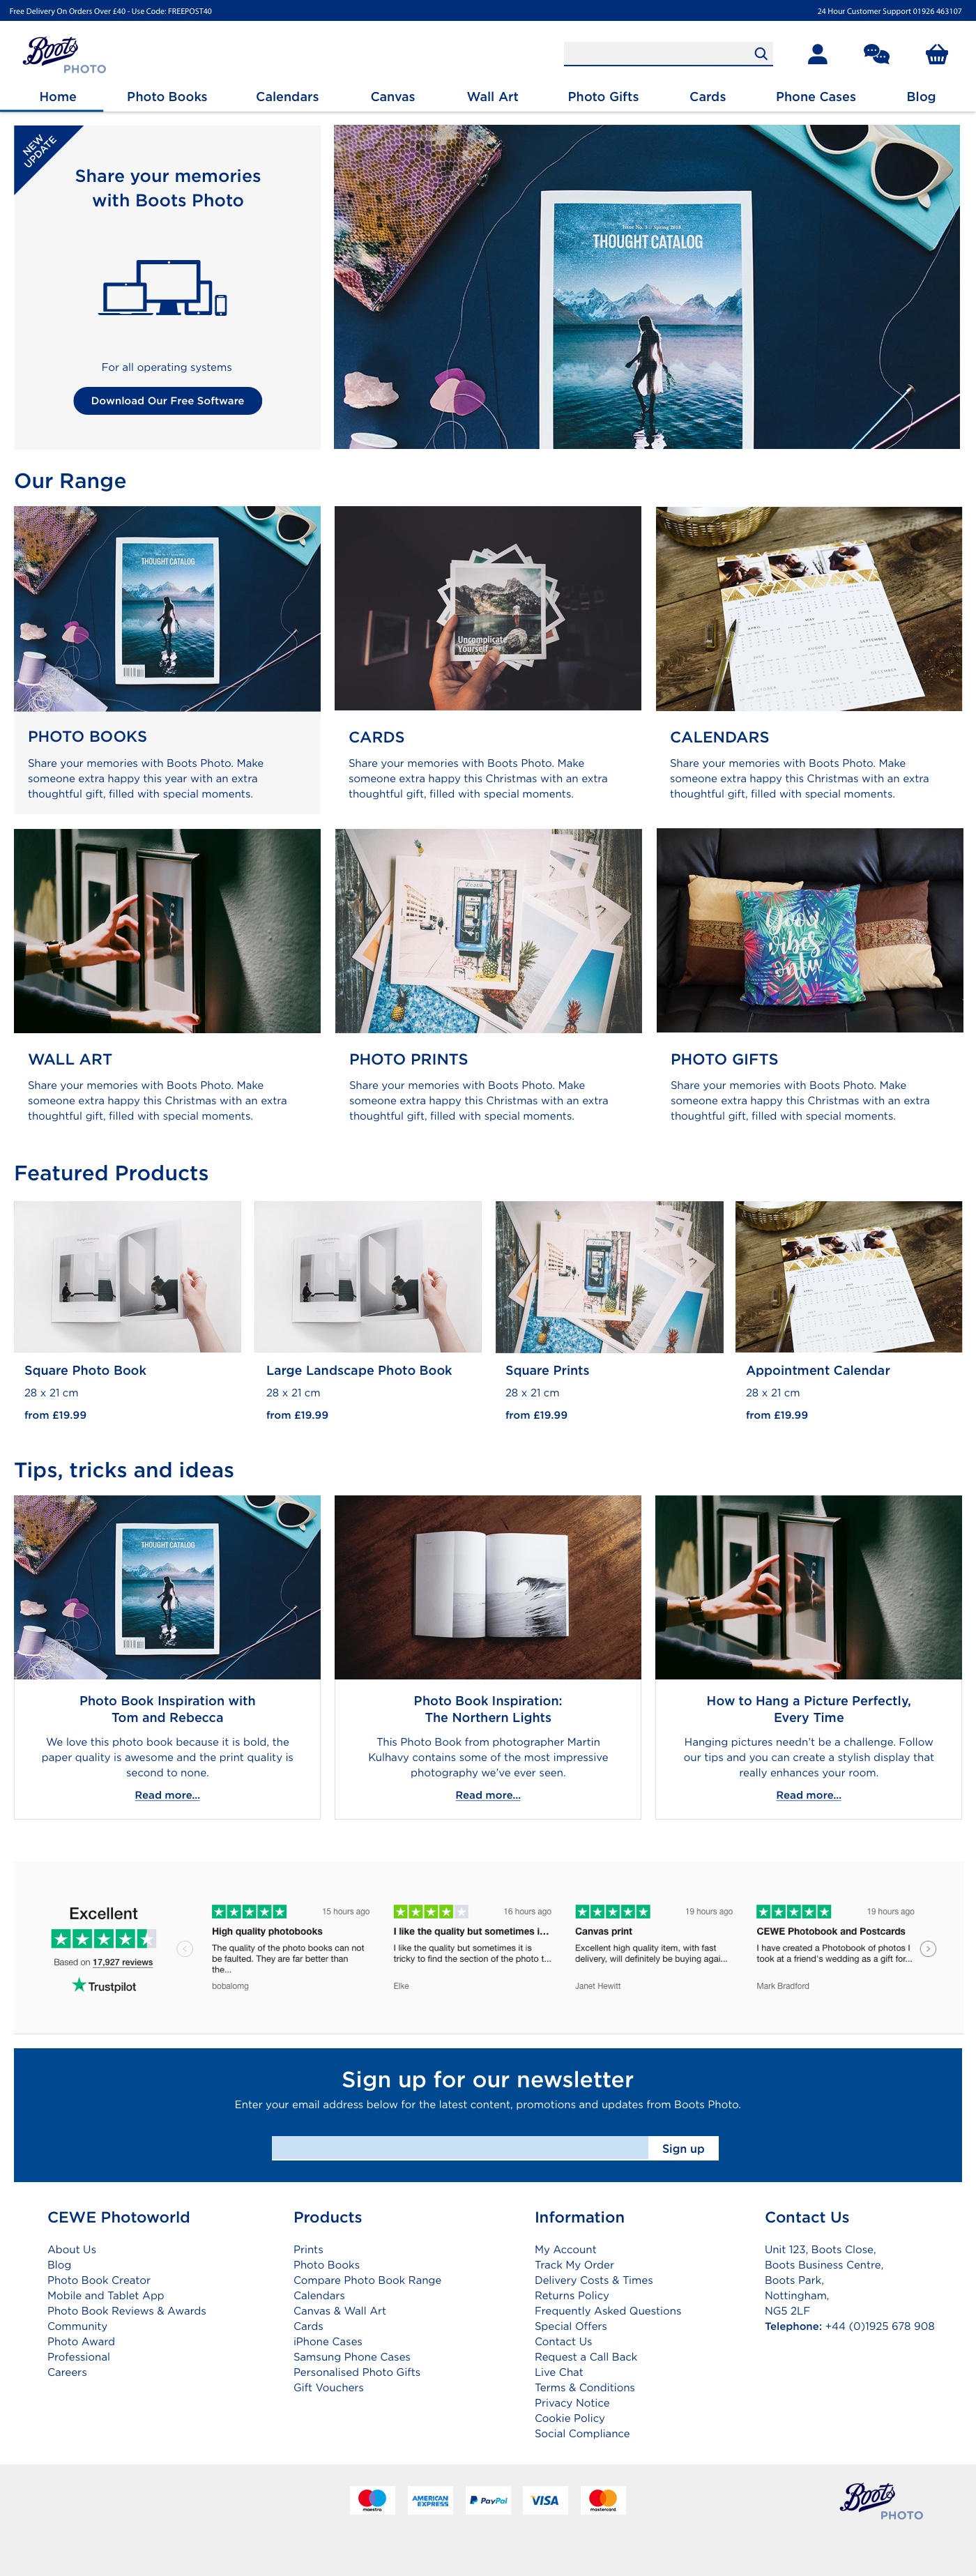 Free Delivery On Orders Over £40 - Use Code: FREEPOST40
24 Hour Customer Support 01926 463107
Boots
PHOTO
Home
Photo Books
Calendars
Canvas
Wall Art
Photo Gifts
Cards
Phone Cases
Blog
NEW
UPDATE
Share your memories
with Boots Photo
For all operating systems
Download Our Free Software
Issue No. 3 // Spring 2018
THOUGHT CATALOG
Our Range
THOUGHT CATALOG
Uncomplicate
Yourself
JANUARY
FEBRUARY
APRIL
MAY
JUNE
JULY
AUGUST
SEPTEMBER
OCTOBER
NOVEMBER
DECEMBER
PHOTO BOOKS
Share your memories with Boots Photo. Make
someone extra happy this year with an extra
thoughtful gift, filled with special moments.
CARDS
Share your memories with Boots Photo. Make
someone extra happy this Christmas with an extra
thoughtful gift, filled with special moments.
CALENDARS
Share your memories with Boots Photo. Make
someone extra happy this Christmas with an extra
thoughtful gift, filled with special moments.
Good
vibes
only
WALL ART
Share your memories with Boots Photo. Make
someone extra happy this Christmas with an extra
thoughtful gift, filled with special moments.
PHOTO PRINTS
Share your memories with Boots Photo. Make
someone extra happy this Christmas with an extra
thoughtful gift, filled with special moments.
PHOTO GIFTS
Share your memories with Boots Photo. Make
someone extra happy this Christmas with an extra
thoughtful gift, filled with special moments.
Featured Products
Square Photo Book
28 x 21 cm
from £19.99
Large Landscape Photo Book
28 x 21 cm
from £19.99
Square Prints
28 x 21 cm
from £19.99
Appointment Calendar
28 x 21 cm
from £19.99
Tips, tricks and ideas
THOUGHT CATALOG
Photo Book Inspiration with
Tom and Rebecca
We love this photo book because it is bold, the
paper quality is awesome and the print quality is
second to none.
Read more...
Photo Book Inspiration:
The Northern Lights
This Photo Book from photographer Martin
Kulhavy contains some of the most impressive
photography we've ever seen.
Read more...
How to Hang a Picture Perfectly,
Every Time
Hanging pictures needn't be a challenge. Follow
our tips and you can create a stylish display that
really enhances your room.
Read more...
Excellent
Based on 17,927 reviews
Trustpilot
15 hours ago
High quality photobooks
The quality of the photo books can not
be faulted. They are far better than
the...
bobalomg
16 hours ago
I like the quality but sometimes i...
I like the quality but sometimes it is
tricky to find the section of the photo t...
Elke
19 hours ago
Canvas print
Excellent high quality item, with fast
delivery, will definitely be buying agai...
Janet Hewitt
19 hours ago
CEWE Photobook and Postcards
I have created a Photobook of photos I
took at a friend's wedding as a gift for...
Mark Bradford
Sign up for our newsletter
Enter your email address below for the latest content, promotions and updates from Boots Photo.
Sign up
CEWE Photoworld
About Us
Blog
Photo Book Creator
Mobile and Tablet App
Photo Book Reviews & Awards
Community
Photo Award
Professional
Careers
Products
Prints
Photo Books
Compare Photo Book Range
Calendars
Canvas & Wall Art
Cards
iPhone Cases
Samsung Phone Cases
Personalised Photo Gifts
Gift Vouchers
Information
My Account
Track My Order
Delivery Costs & Times
Returns Policy
Frequently Asked Questions
Special Offers
Contact Us
Request a Call Back
Live Chat
Terms & Conditions
Privacy Notice
Cookie Policy
Social Compliance
Contact Us
Unit 123, Boots Close,
Boots Business Centre,
Boots Park,
Nottingham,
NG5 2LF
Telephone: +44 (0)1925 678 908
maestro
AMERICAN
EXPRESS
PayPal
VISA
mastercard
Boots
PHOTO